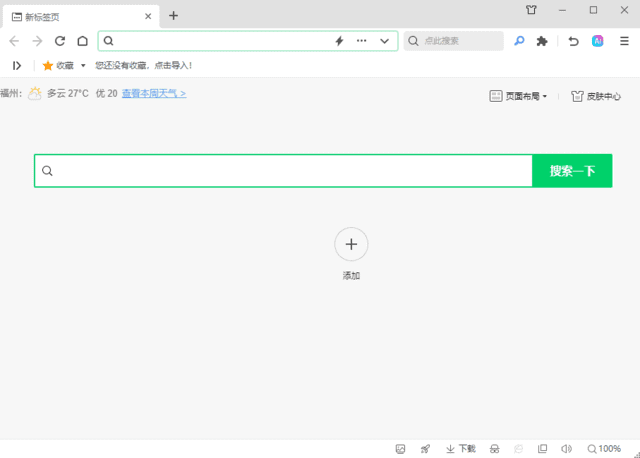 新标签页
点此搜索
收藏
您还没有收藏，点击导入！
福州： 多云 27°C 优 20 查看本周天气 >
页面布局
皮肤中心
搜索一下
添加
下载
100%